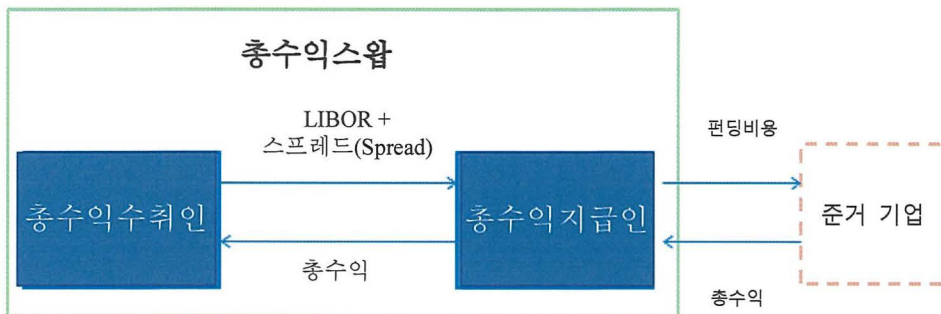 총수익스왑
LIBOR +
스프레드(Spread)
펀딩비용
총수익수취인
총수익지급인
준거 기업
총수익
총수익